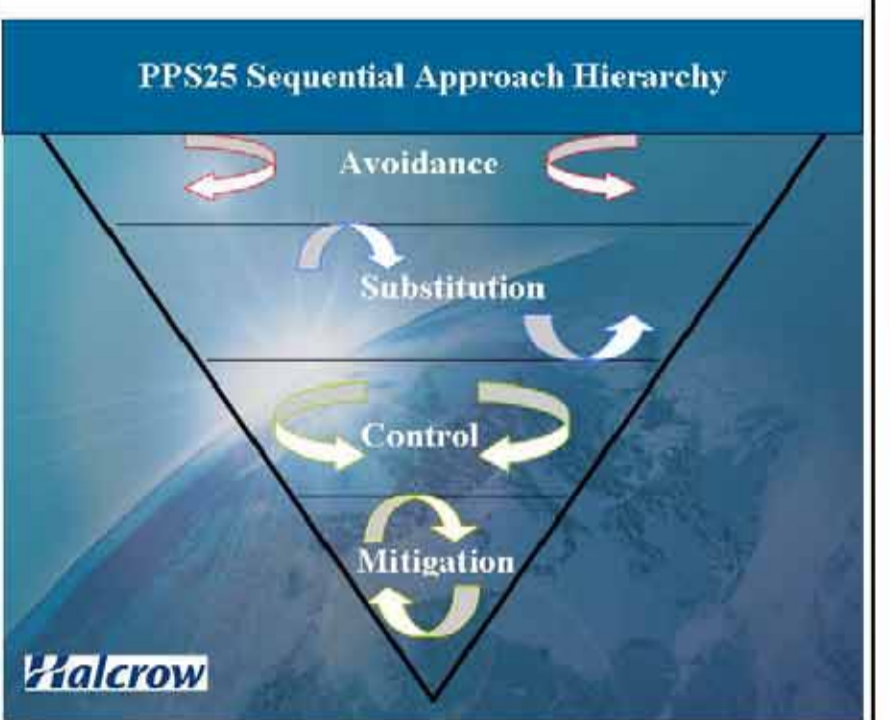 PPS25 Sequential Approach Hierarchy
Avoidance
Substitution
Control
Mitigation
Halcrow